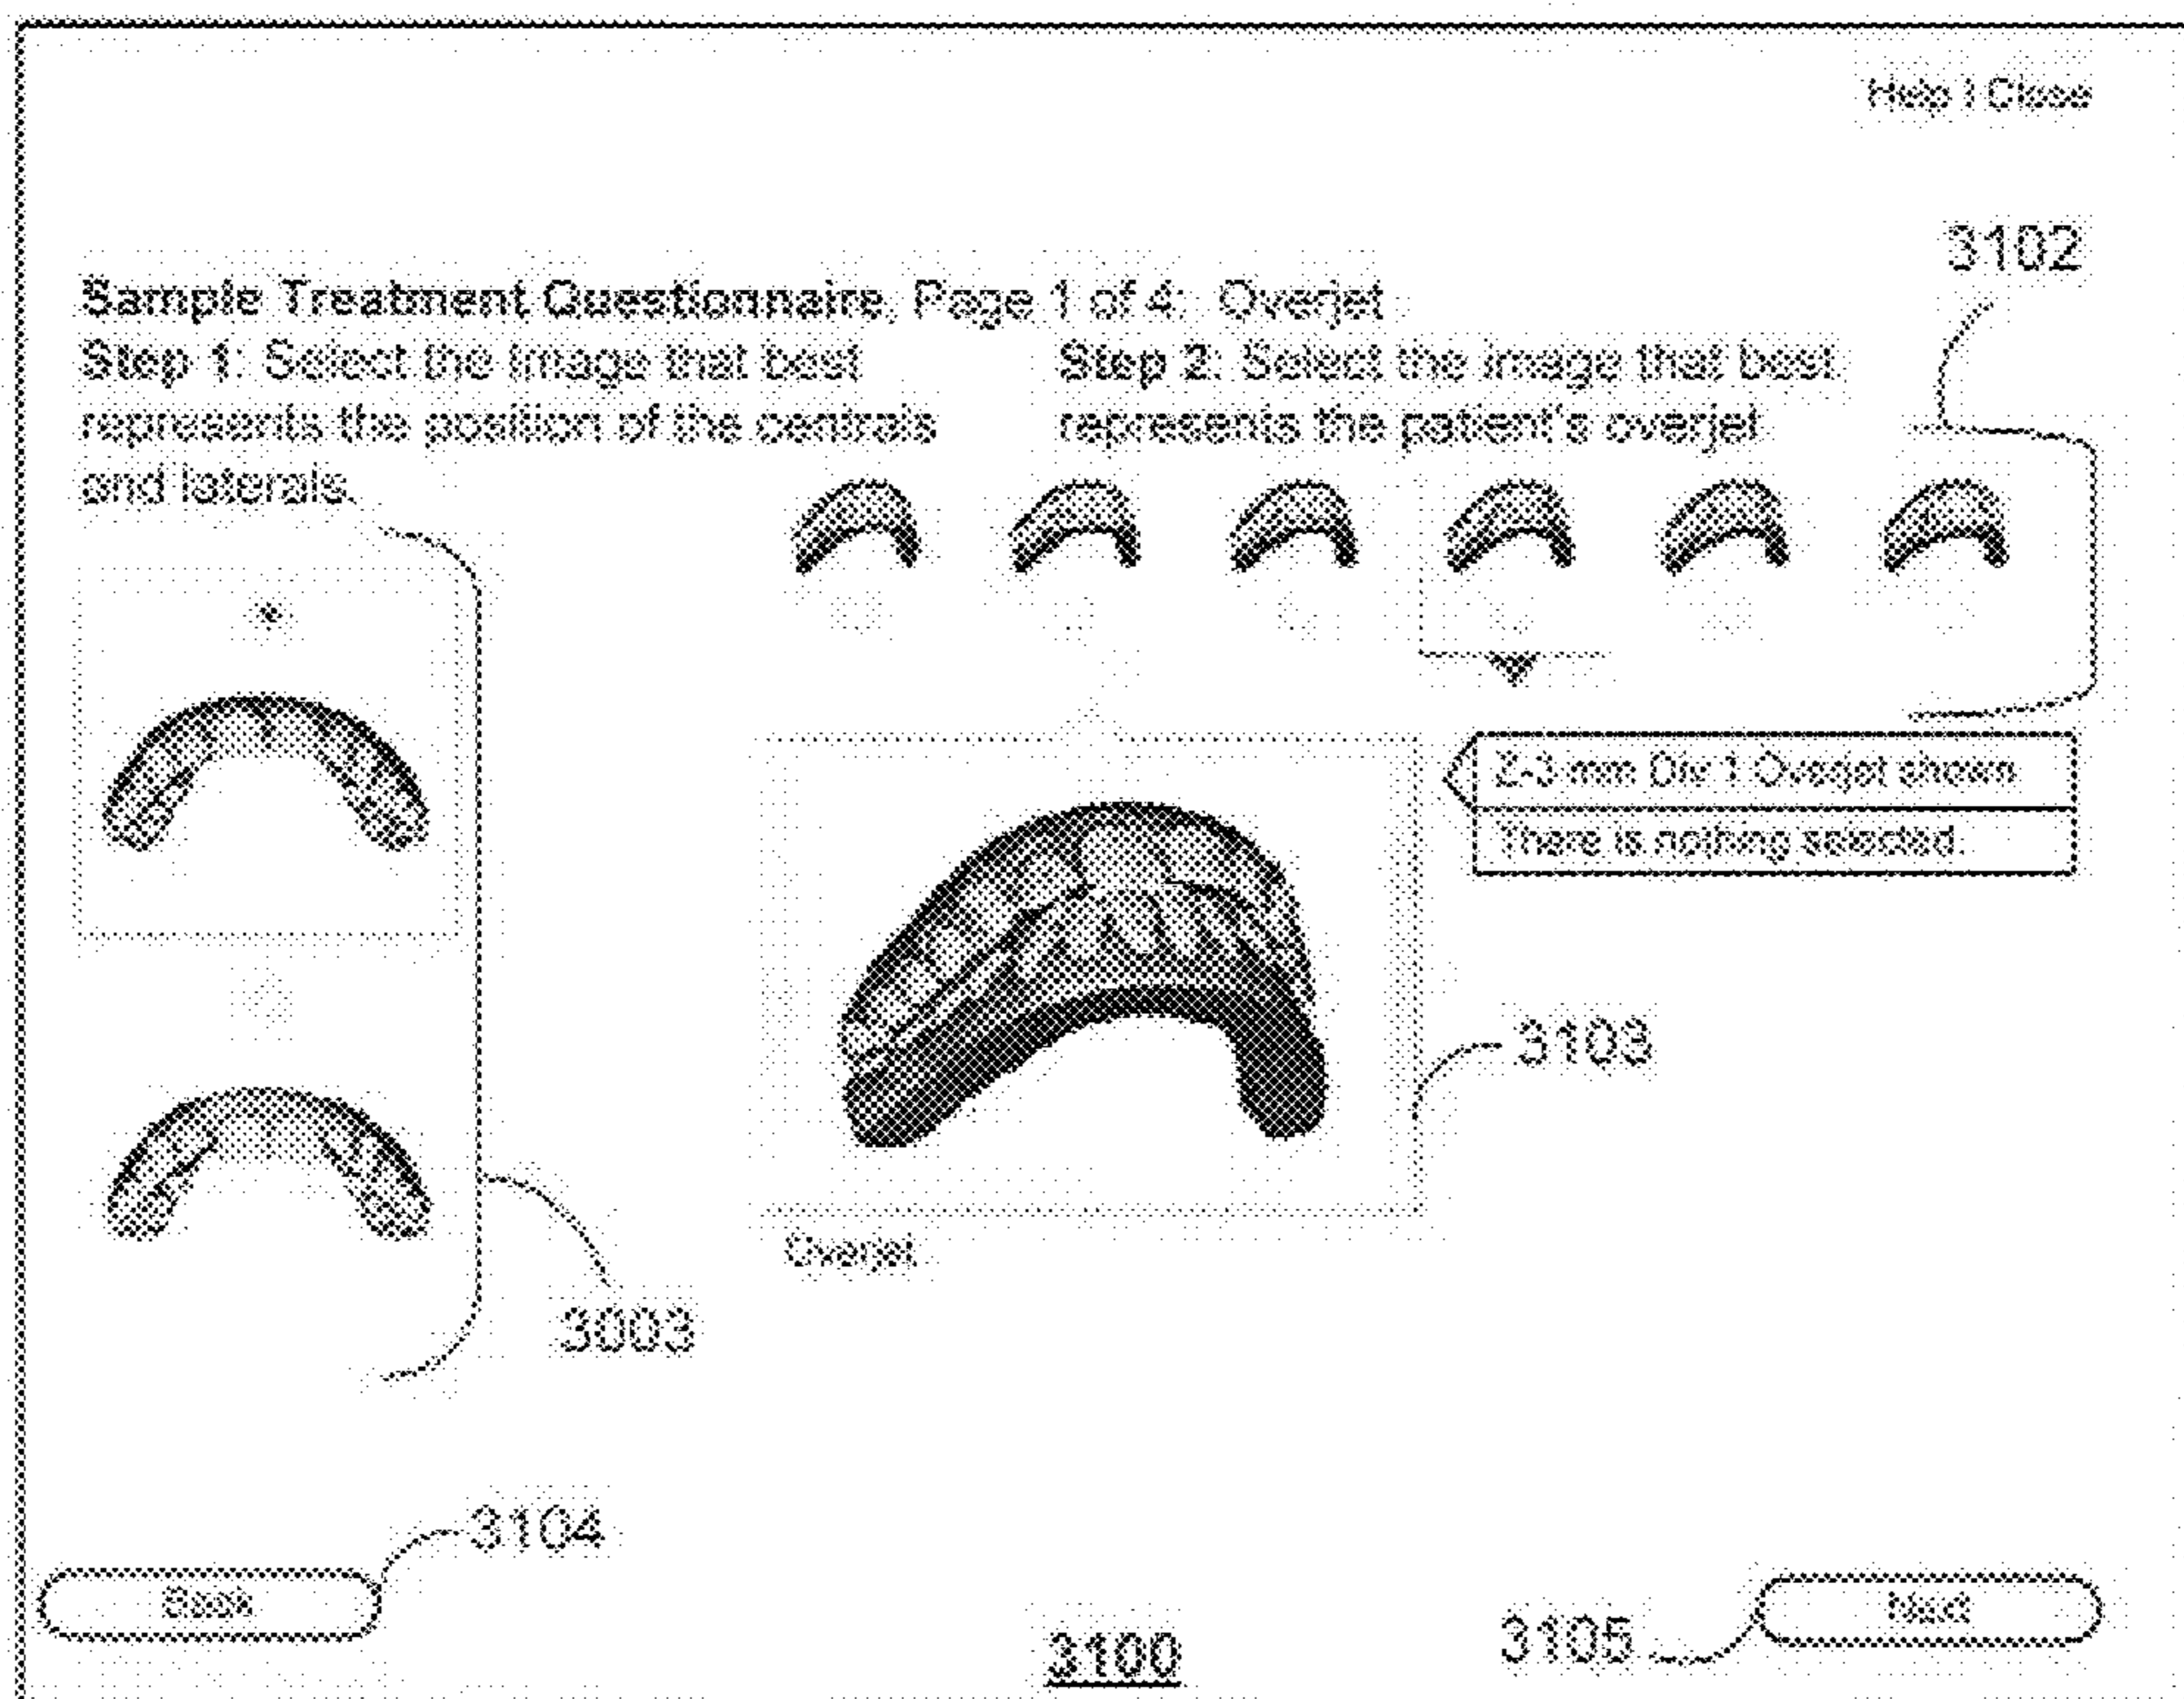 Help | Close
3102
Sample Treatment Questionnaire, Page 1 of 4: Overjet
Step 1: Select the image that best
represents the position of the centrals
and laterals.
Step 2: Select the image that best
represents the patient's overjet
2-3 mm Div 1 Overjet shown
There is nothing selected.
3103
Overjet
3003
3104
Back
3100
3105
Next